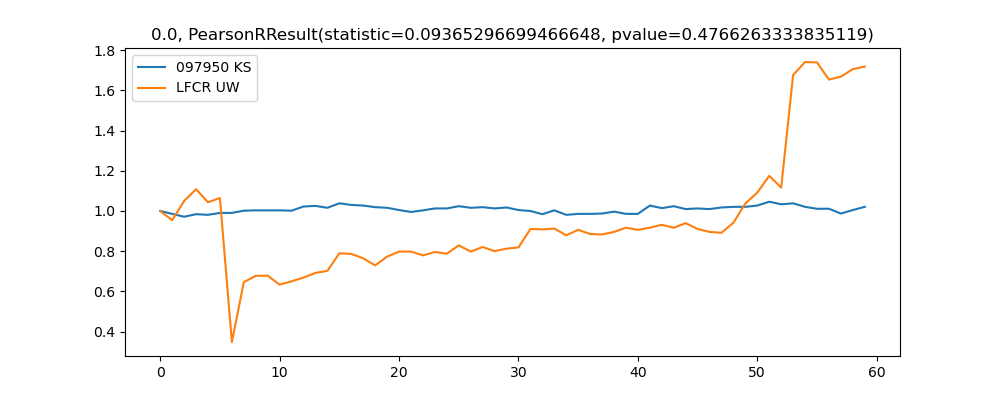 0.0, PearsonRResult(statistic=0.09365296699466648, pvalue=0.4766263333835119)
097950 KS
LFCR UW
1.8
1.6
1.4
1.2
1.0
0.8
0.6
0.4
0 10 20 30 40 50 60